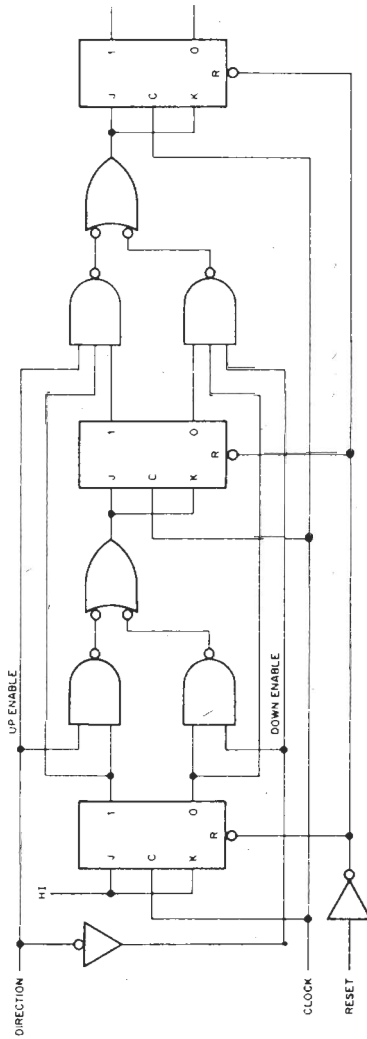 DIRECTION
UP ENABLE
HI
J
C
K
1
0
R
DOWN ENABLE
J
C
K
1
0
R
J
C
K
1
0
R
CLOCK
RESET